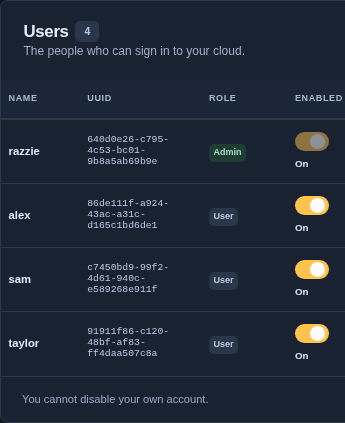 Users 4
The people who can sign in to your cloud.
NAME UUID ROLE ENABLED
razzie 640d0e26-c795-4c53-bc01-9b8a5ab69b9e Admin On
alex 86de111f-a924-43ac-a31c-d165c1bd6de1 User On
sam c7450bd9-99f2-4d61-940c-e589268e911f User On
taylor 91911f86-c120-48bf-af83-ff4daa507c8a User On
You cannot disable your own account.